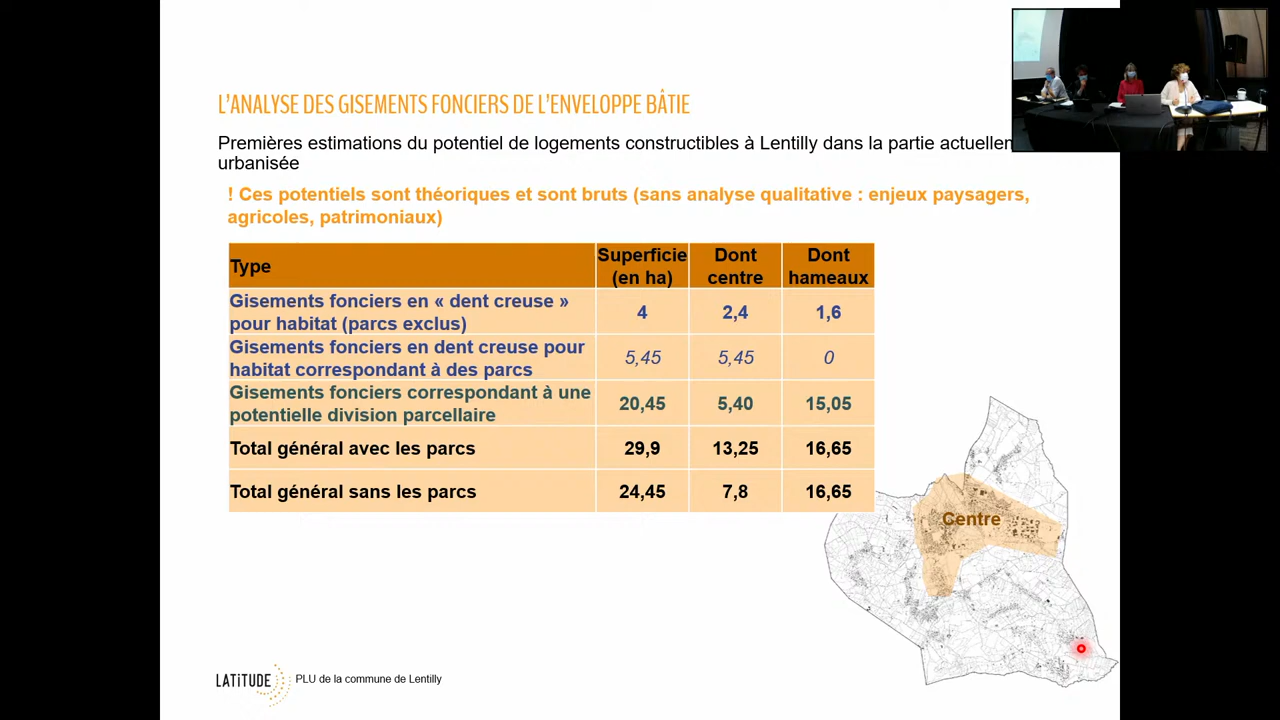 L'ANALYSE DES GISEMENTS FONCIERS DE L'ENVELOPPE BÂTIE
Premières estimations du potentiel de logements constructibles à Lentilly dans la partie
urbanisée
! Ces potentiels sont théoriques et sont bruts (sans analyse qualitative : enjeux paysagers,
agricoles, patrimoniaux)
Type
Superficie
(en ha)
Dont
centre
Dont
hameaux
Gisements fonciers en « dent creuse »
pour habitat (parcs exclus)
4
2,4
1,6
Gisements fonciers en dent creuse pour
habitat correspondant à des parcs
5,45
5,45
0
Gisements fonciers correspondant à une
potentielle division parcellaire
20,45
5,40
15,05
Total général avec les parcs
29,9
13,25
16,65
Total général sans les parcs
24,45
7,8
16,65
Centre
LATiTUDE
PLU de la commune de Lentilly